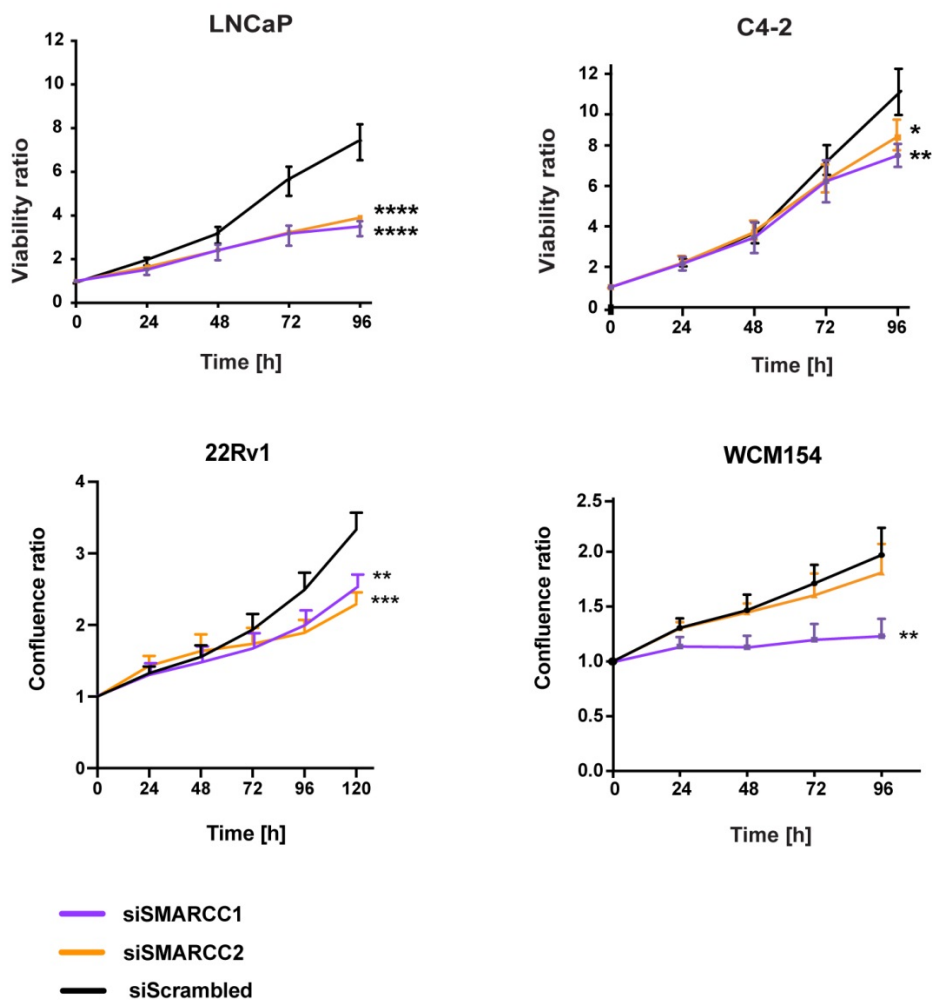 LNCaP
12
10
8
6
4
2
0
Viability ratio
0 24 48 72 96
Time [h]
****
****
C4-2
12
10
8
6
4
2
0
Viability ratio
0 24 48 72 96
Time [h]
*
**
22Rv1
4
3
2
1
0
Confluence ratio
0 24 48 72 96 120
Time [h]
**
***
WCM154
2.5
2.0
1.5
1.0
0.0
Confluence ratio
0 24 48 72 96
Time [h]
**
siSMARCC1
siSMARCC2
siScrambled